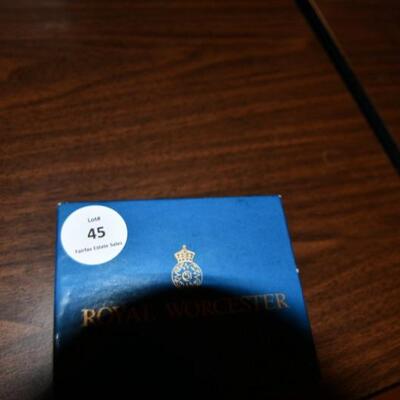 Lot#
45
Fairfax Estate Sales
ROYAL WORCESTER